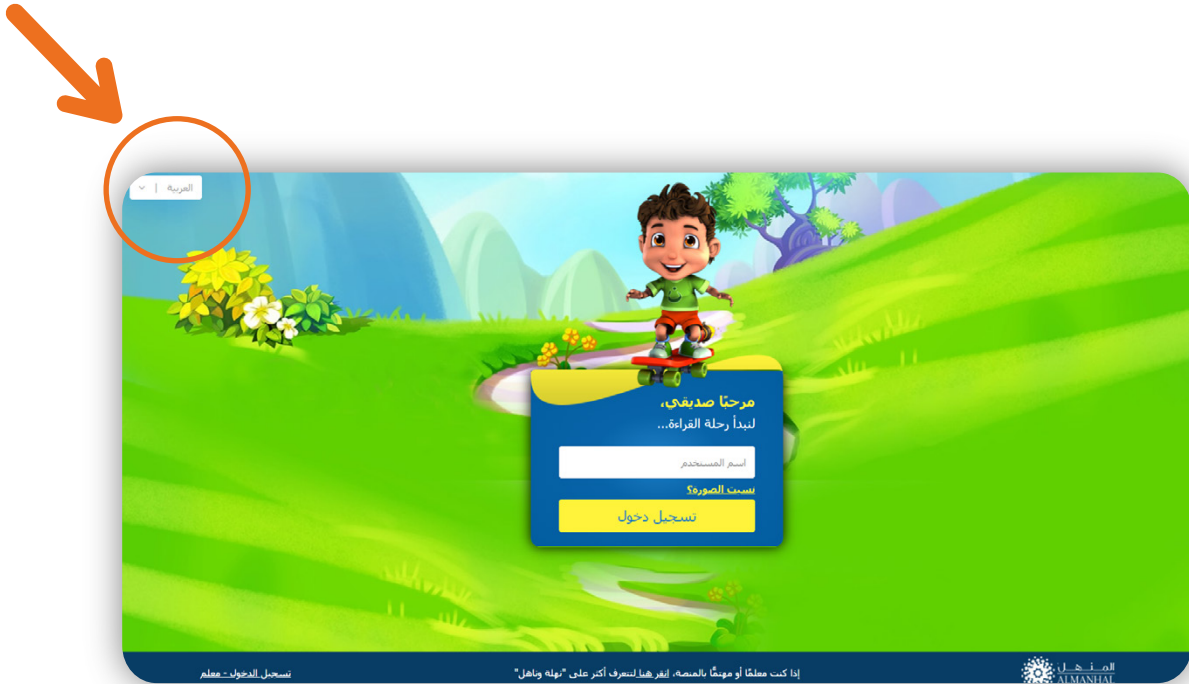 العربية
مرحبًا صديقي،
لنبدأ رحلة القراءة...
اسم المستخدم
نسيت الصورة؟
تسجيل دخول
المنهل
ALMANHAL
إذا كنت معلمًا أو مهتمًّا بالمنصة، انقر هنا لتتعرف أكثر على "نهلة وناهل"
تسجيل الدخول - معلم